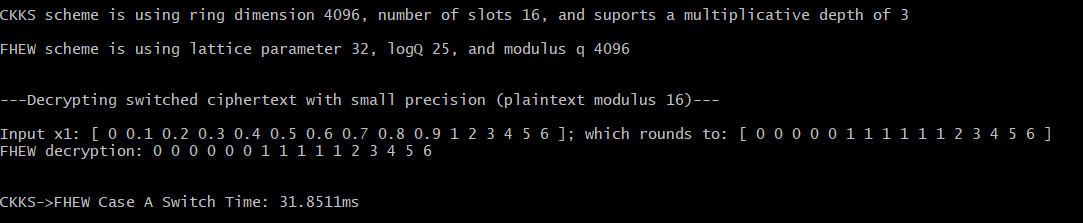 CKKS scheme is using ring dimension 4096, number of slots 16, and suports a multiplicative depth of 3
FHEW scheme is using lattice parameter 32, logQ 25, and modulus q 4096
---Decrypting switched ciphertext with small precision (plaintext modulus 16)---
Input x1: [ 0 0.1 0.2 0.3 0.4 0.5 0.6 0.7 0.8 0.9 1 2 3 4 5 6 ]; which rounds to: [ 0 0 0 0 0 1 1 1 1 1 1 2 3 4 5 6 ]
FHEW decryption: 0 0 0 0 0 0 1 1 1 1 1 2 3 4 5 6
CKKS->FHEW Case A Switch Time: 31.8511ms